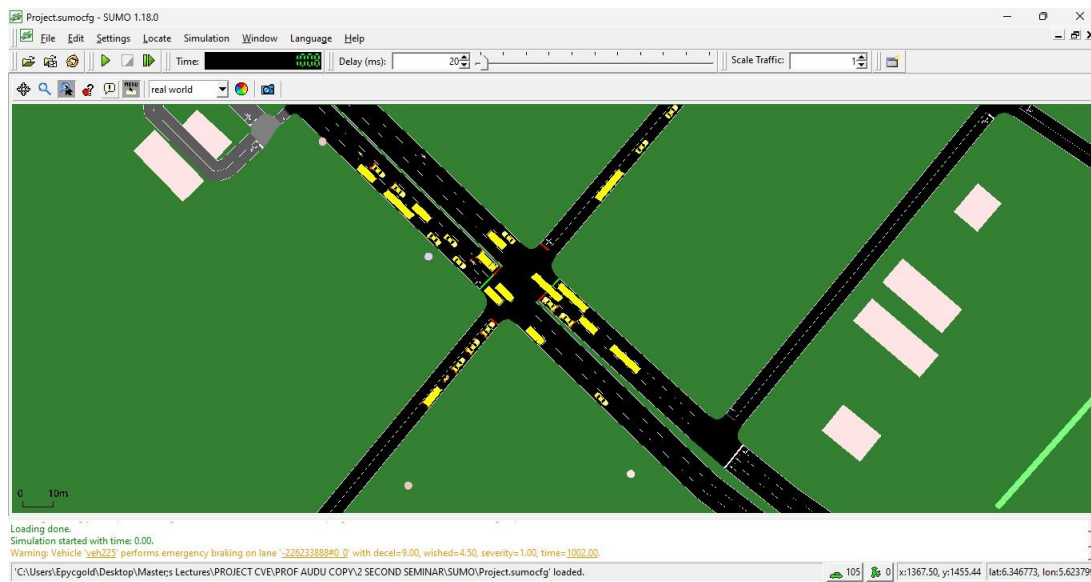 Project.sumocfg - SUMO 1.18.0
File Edit Settings Locate Simulation Window Language Help
Time: Delay (ms): 20 Scale Traffic: 1
real world
0 10m
Loading done.
Simulation started with time: 0.00.
Warning: Vehicle 'veh225' performs emergency braking on lane '-226233888#0_0' with decel=9.00, wished=4.50, severity=1.00, time=1002.00.
'C:\Users\Epycgold\Desktop\Master;s Lectures\PROJECT CVE\PROF AUDU COPY\2 SECOND SEMINAR\SUMO\Project.sumocfg' loaded. 105 0 x:1367.50, y:1455.44 lat:6.346773, lon:5.623795